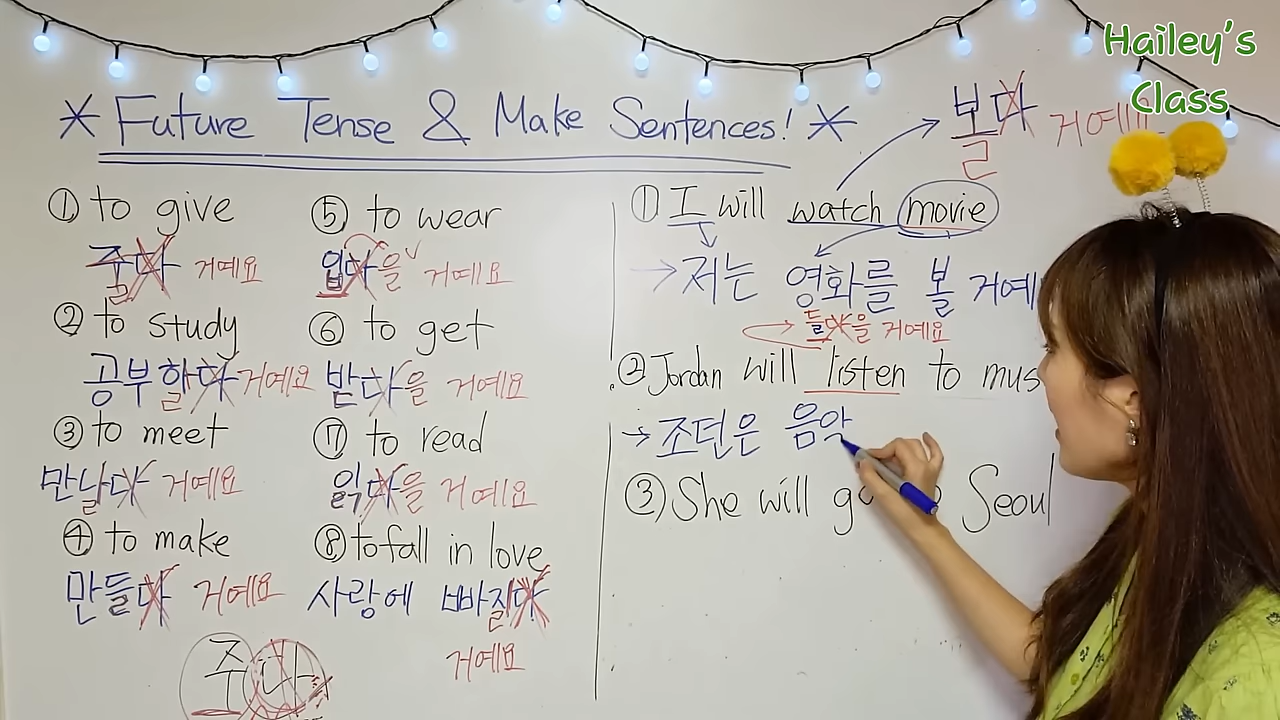 Hailey's
Class
* Future Tense & Make Sentences! *
보다 거예
ㄹ
① to give
줄다 거예요
② to study
공부할다 거예요
③ to meet
만날다 거예요
④ to make
만들다 거예요
주다
⑤ to wear
입다을 거예요
⑥ to get
받다을 거예요
⑦ to read
읽다을 거예요
⑧ to fall in love
사랑에 빠질다
거예요
① I will watch movie
→ 저는 영화를 볼 거예
들다을 거예요
② Jordan will listen to mus
→ 조던은 음악
③ She will go Seoul